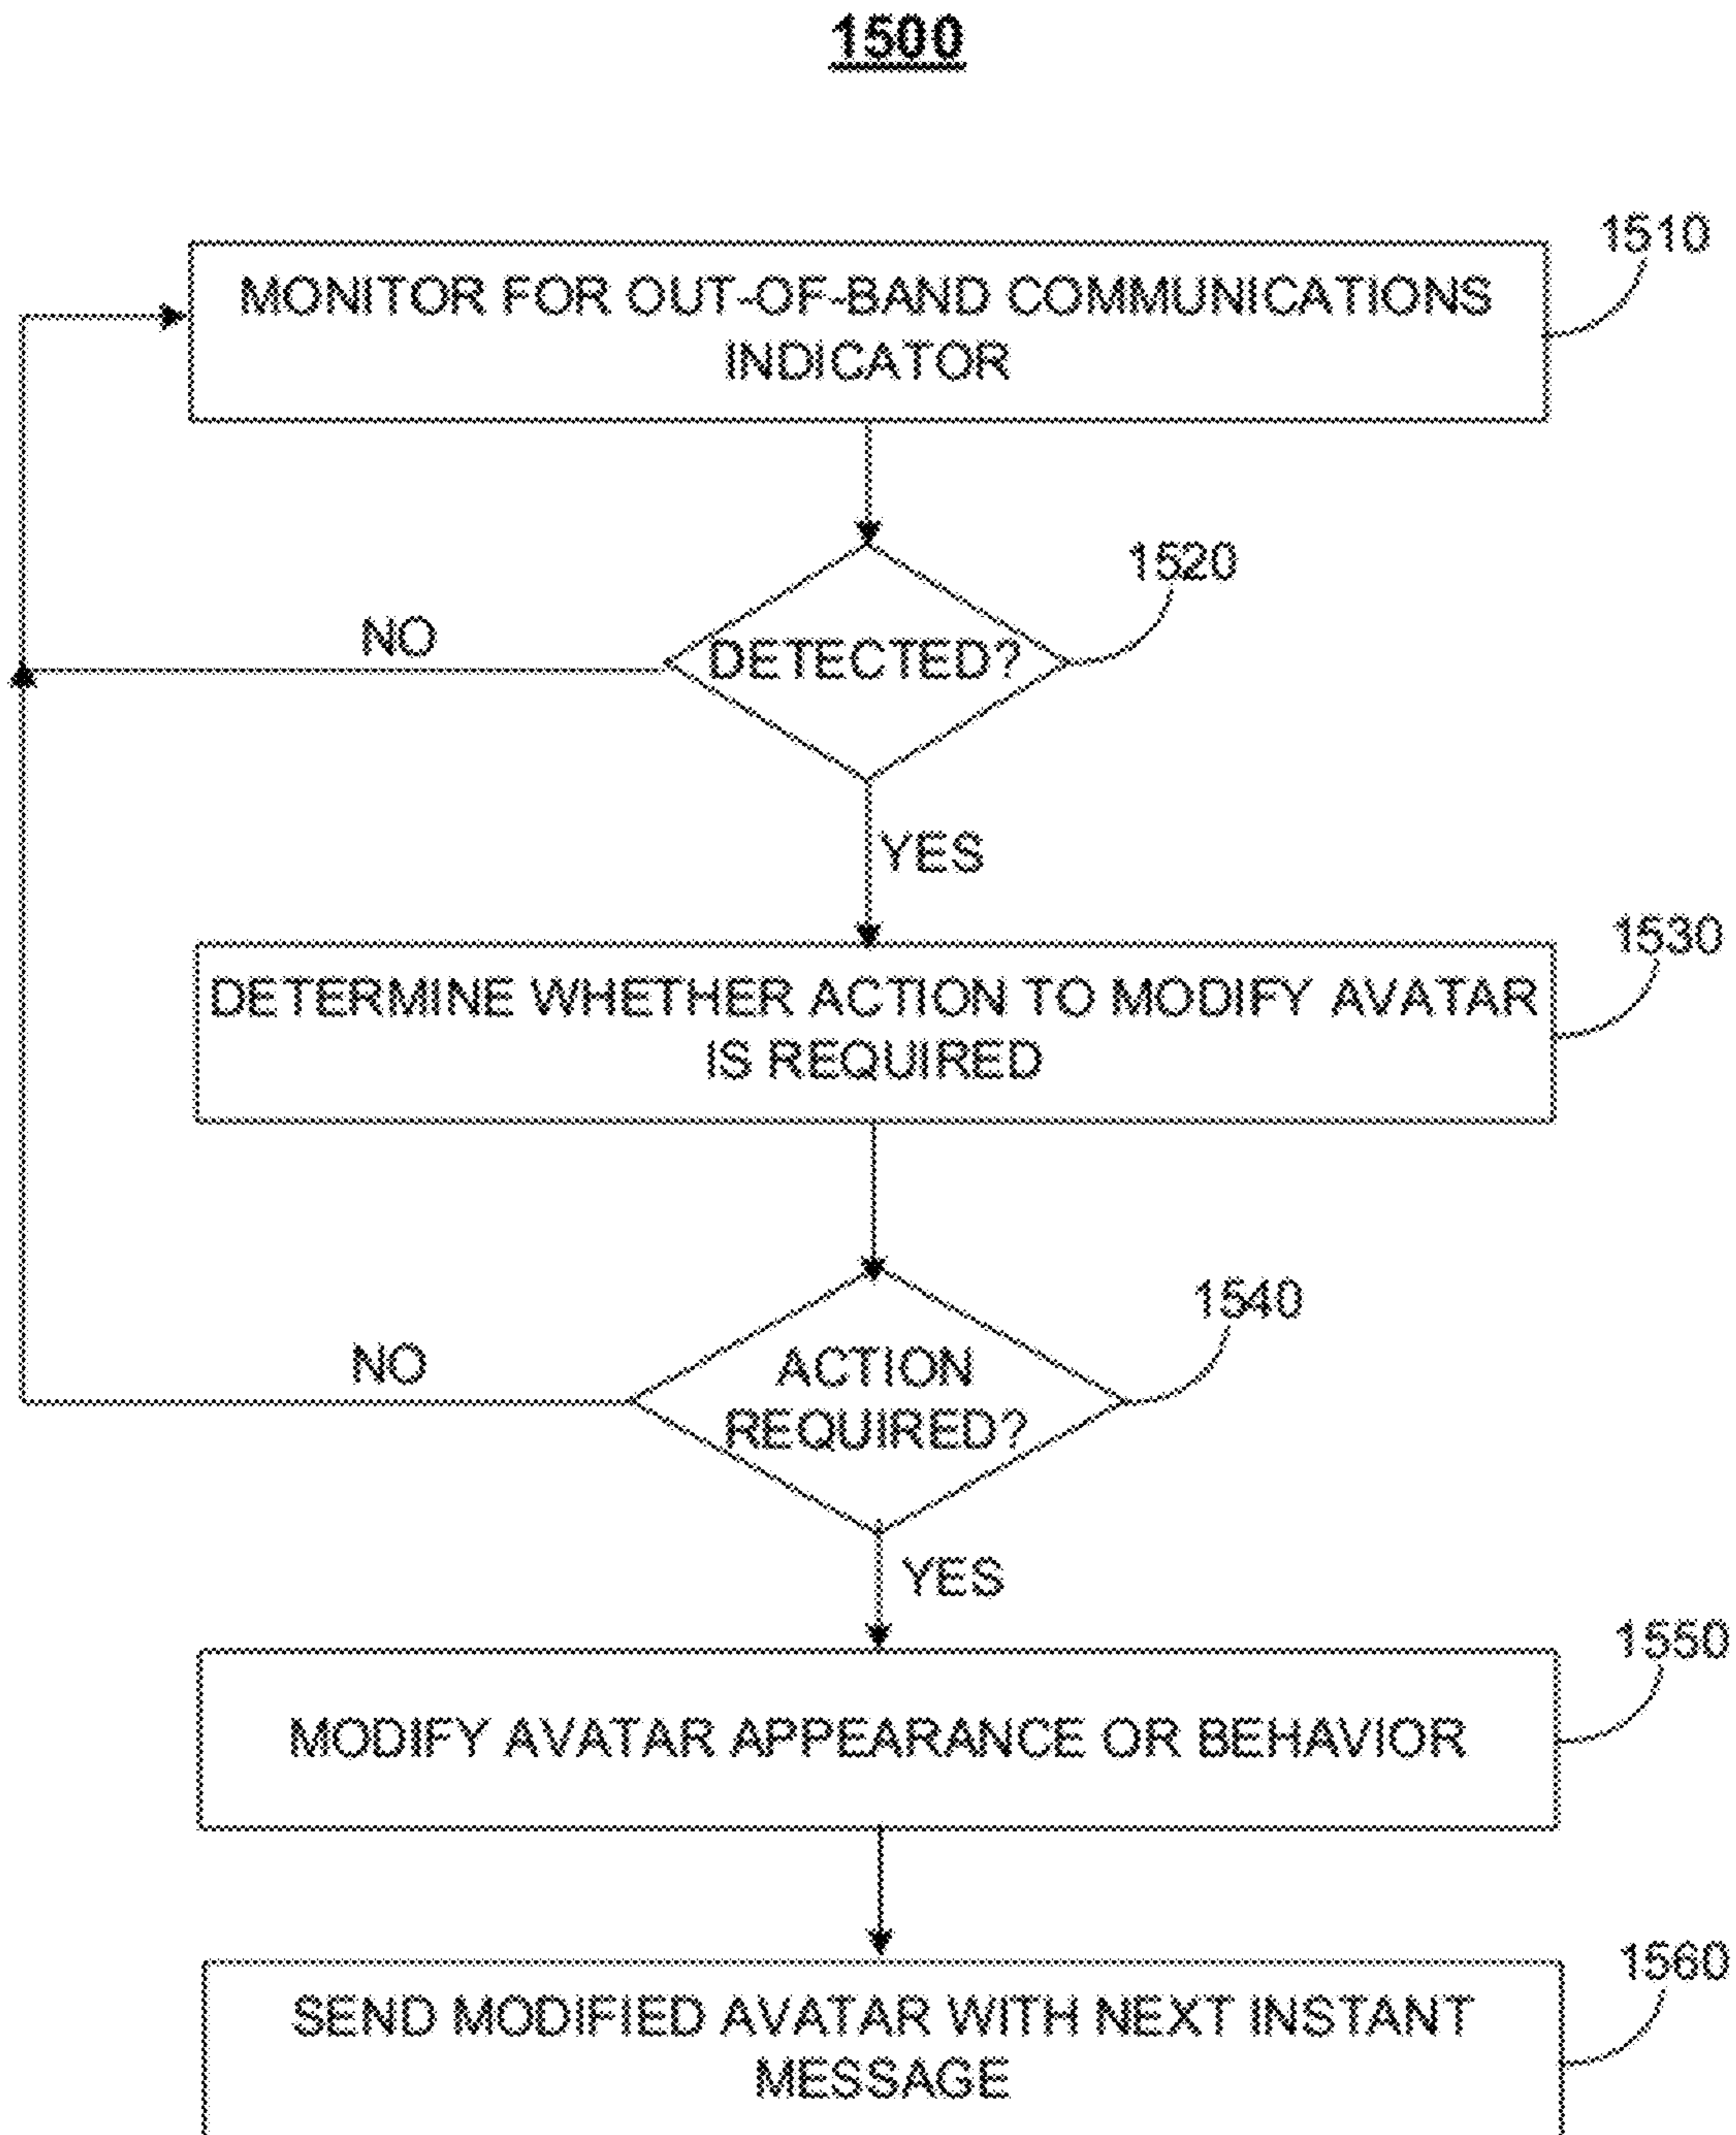 1500
1510
MONITOR FOR OUT-OF-BAND COMMUNICATIONS
INDICATOR
1520
NO
DETECTED?
YES
1530
DETERMINE WHETHER ACTION TO MODIFY AVATAR
IS REQUIRED
1540
NO
ACTION
REQUIRED?
YES
1550
MODIFY AVATAR APPEARANCE OR BEHAVIOR
1560
SEND MODIFIED AVATAR WITH NEXT INSTANT
MESSAGE